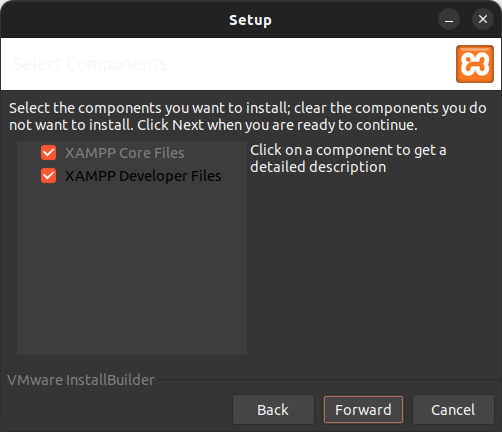 Setup
Select Components
Select the components you want to install; clear the components you do
not want to install. Click Next when you are ready to continue.
XAMPP Core Files
XAMPP Developer Files
Click on a component to get a
detailed description
VMware InstallBuilder
Back
Forward
Cancel